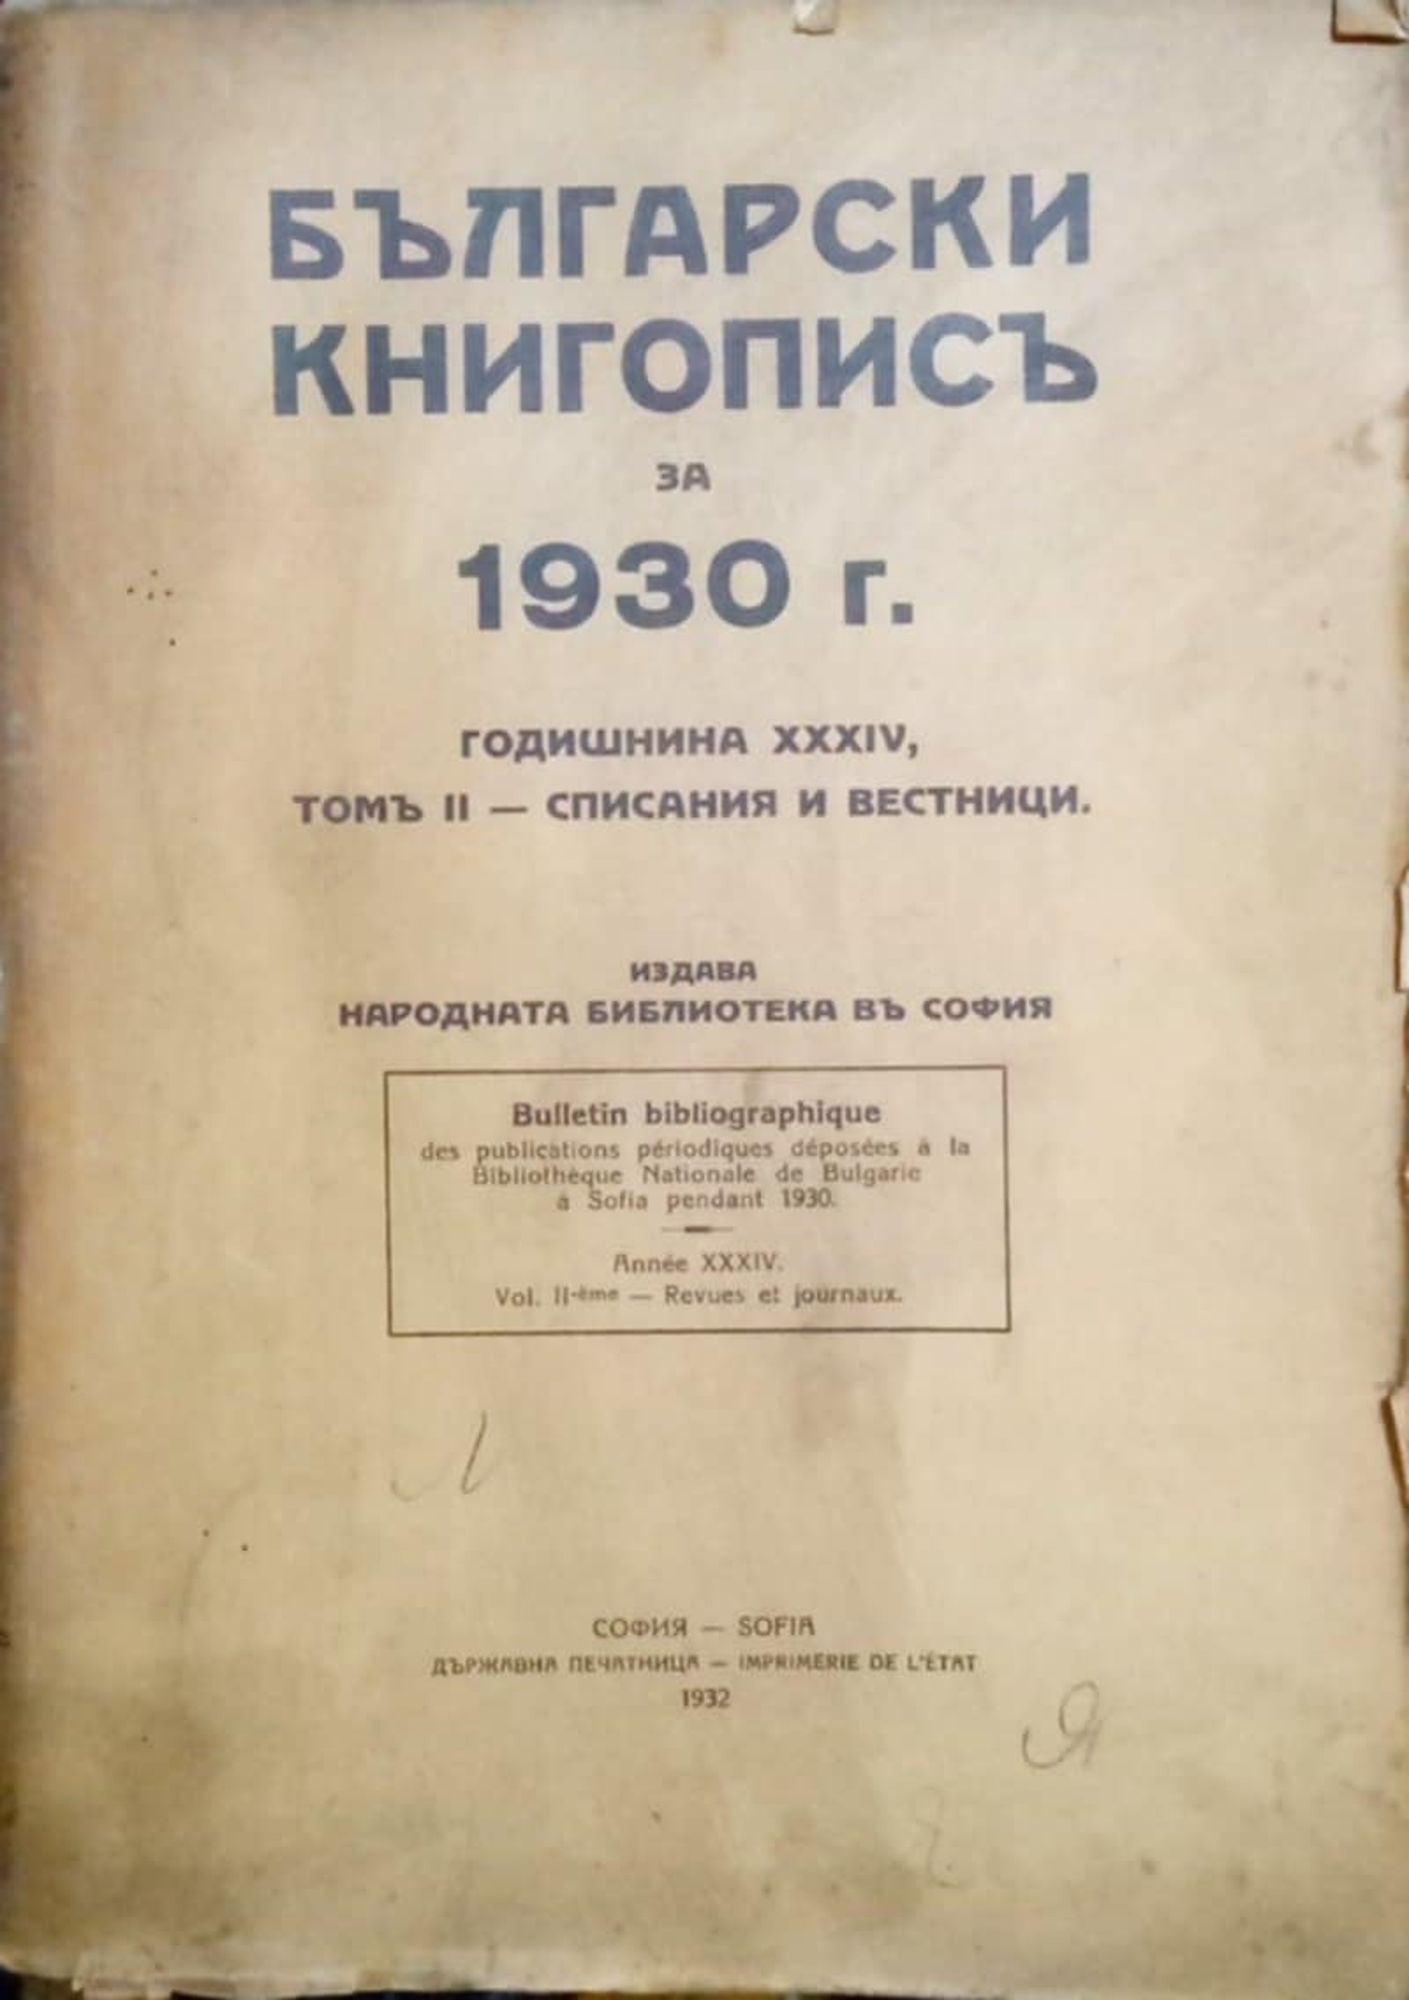 БЪЛГАРСКИ
КНИГОПИСЪ
ЗА
1930 г.
ГОДИШНИНА XXXIV,
ТОМЪ II — СПИСАНИЯ И ВЕСТНИЦИ.
ИЗДАВА
НАРОДНАТА БИБЛИОТЕКА ВЪ СОФИЯ
Bulletin bibliographique
des publications périodiques déposées à la
Bibliothèque Nationale de Bulgarie
à Sofia pendant 1930.
Année XXXIV.
Vol. II-ème — Revues et journaux.
СОФИЯ — SOFIA
ДЪРЖАВНА ПЕЧАТНИЦА — IMPRIMERIE DE L'ÉTAT
1932